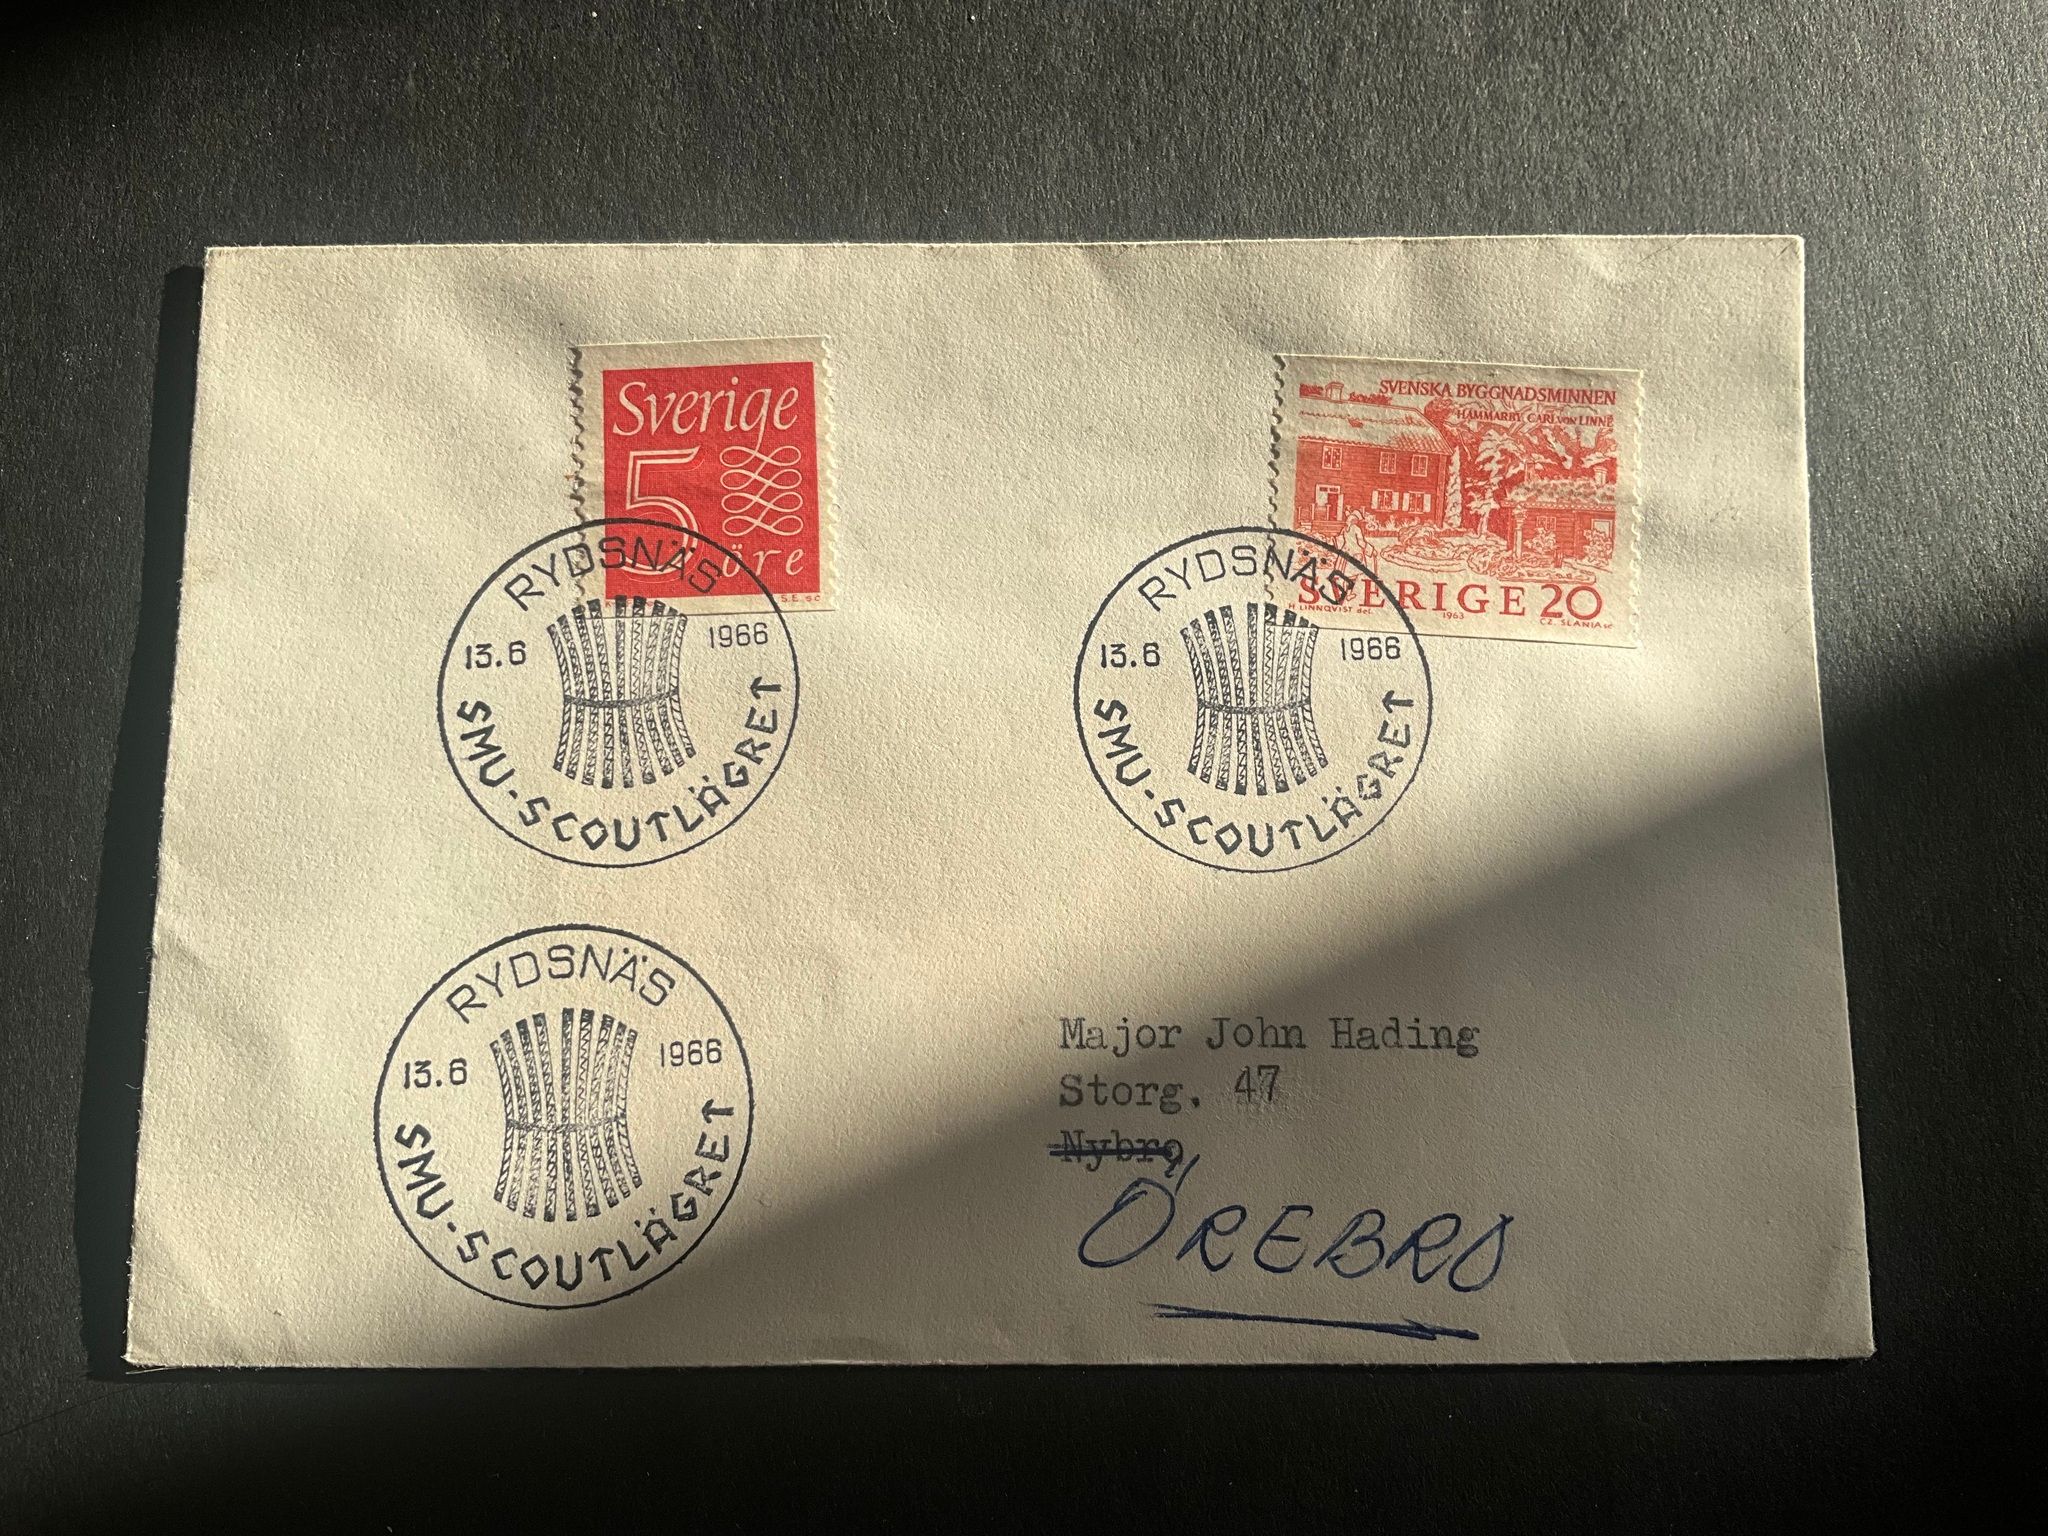 Sverige
5
öre
S.E. sc
SVENSKA BYGGNADSMINNEN
HAMMARBY CARL VON LINNÉ
SVERIGE 20
H LINNQVIST del. 1963 CZ. SLANIA sc
RYDSNÄS
13.6 1966
SMU-SCOUTLÄGRET
RYDSNÄS
13.6 1966
SMU-SCOUTLÄGRET
RYDSNÄS
13.6 1966
SMU-SCOUTLÄGRET
Major John Hading
Storg. 47
Nybro
ÖREBRO